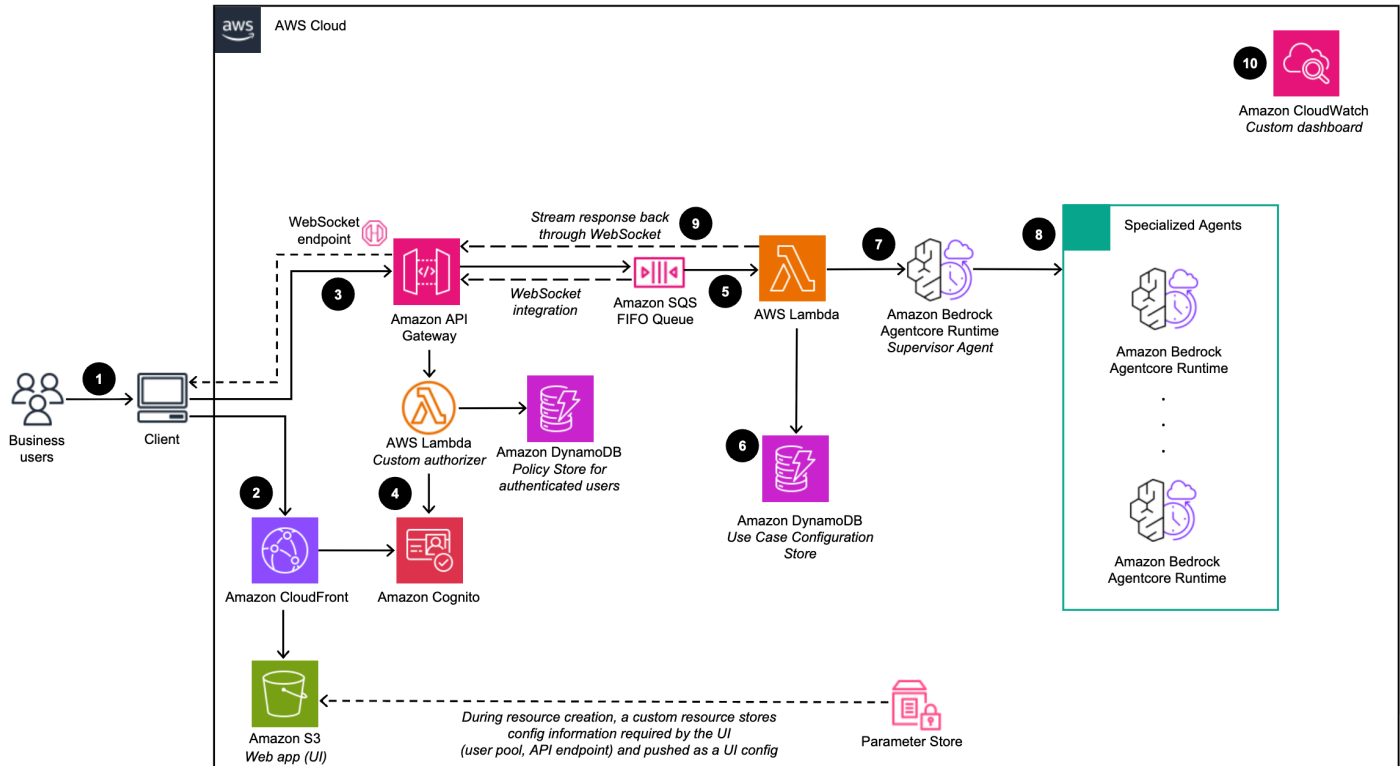 aws
AWS Cloud
10
Amazon CloudWatch
Custom dashboard
WebSocket
endpoint
Stream response back
through WebSocket
9
7
8
Specialized Agents
3
</>
WebSocket
integration
Amazon SQS
FIFO Queue
5
Amazon API
Gateway
AWS Lambda
Amazon Bedrock
Agentcore Runtime
Supervisor Agent
Amazon Bedrock
Agentcore Runtime
1
Business
users
Client
AWS Lambda
Custom authorizer
Amazon DynamoDB
Policy Store for
authenticated users
6
Amazon DynamoDB
Use Case Configuration
Store
2
4
Amazon CloudFront
Amazon Cognito
Amazon Bedrock
Agentcore Runtime
Amazon S3
Web app (UI)
During resource creation, a custom resource stores
config information required by the UI
(user pool, API endpoint) and pushed as a UI config
Parameter Store